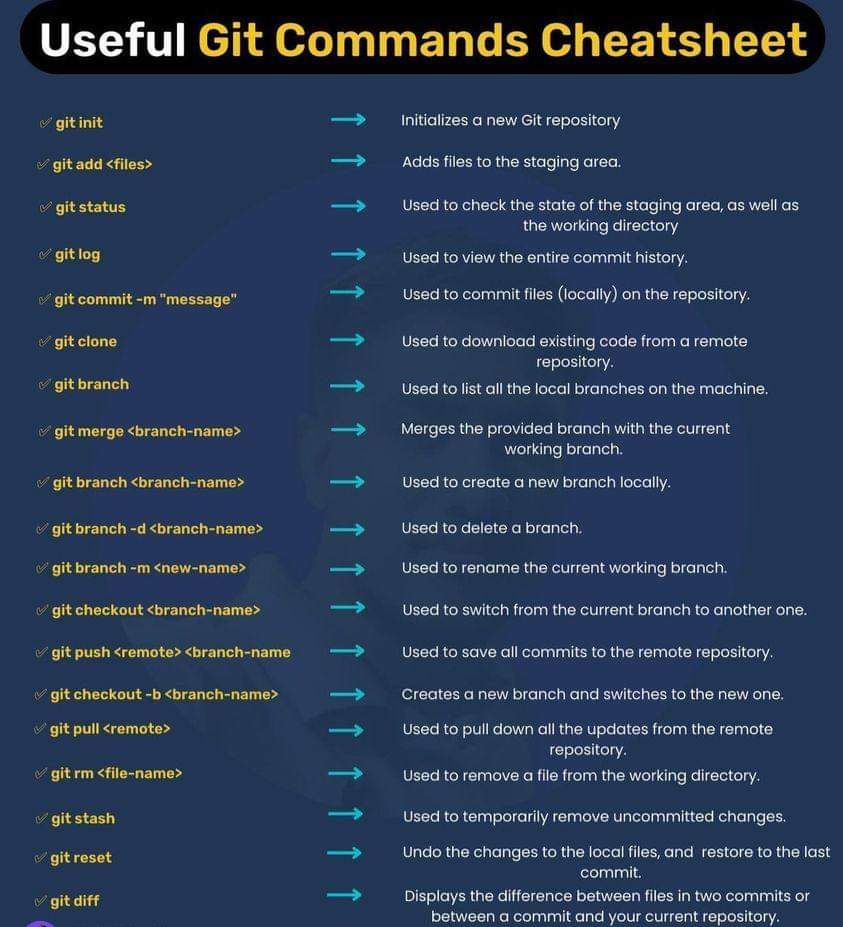 Useful Git Commands Cheatsheet
✅ git init → Initializes a new Git repository
✅ git add <files> → Adds files to the staging area.
✅ git status → Used to check the state of the staging area, as well as
the working directory
✅ git log → Used to view the entire commit history.
✅ git commit -m "message" → Used to commit files (locally) on the repository.
✅ git clone → Used to download existing code from a remote
repository.
✅ git branch → Used to list all the local branches on the machine.
✅ git merge <branch-name> → Merges the provided branch with the current
working branch.
✅ git branch <branch-name> → Used to create a new branch locally.
✅ git branch -d <branch-name> → Used to delete a branch.
✅ git branch -m <new-name> → Used to rename the current working branch.
✅ git checkout <branch-name> → Used to switch from the current branch to another one.
✅ git push <remote> <branch-name → Used to save all commits to the remote repository.
✅ git checkout -b <branch-name> → Creates a new branch and switches to the new one.
✅ git pull <remote> → Used to pull down all the updates from the remote
repository.
✅ git rm <file-name> → Used to remove a file from the working directory.
✅ git stash → Used to temporarily remove uncommitted changes.
✅ git reset → Undo the changes to the local files, and  restore to the last
commit.
✅ git diff → Displays the difference between files in two commits or
between a commit and your current repository.